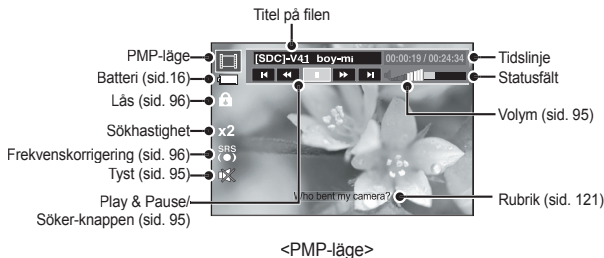 Titel på filen
PMP-läge
Batteri (sid.16)
Lås (sid. 96)
Sökhastighet
Frekvenskorrigering (sid. 96)
Tyst (sid. 95)
Play & Pause/
Söker-knappen (sid. 95)
[SDC]-V41 boy-mi
00:00:19 / 00:24:34
x2
SRS
Who bent my camera?
Tidslinje
Statusfält
Volym (sid. 95)
Rubrik (sid. 121)
<PMP-läge>